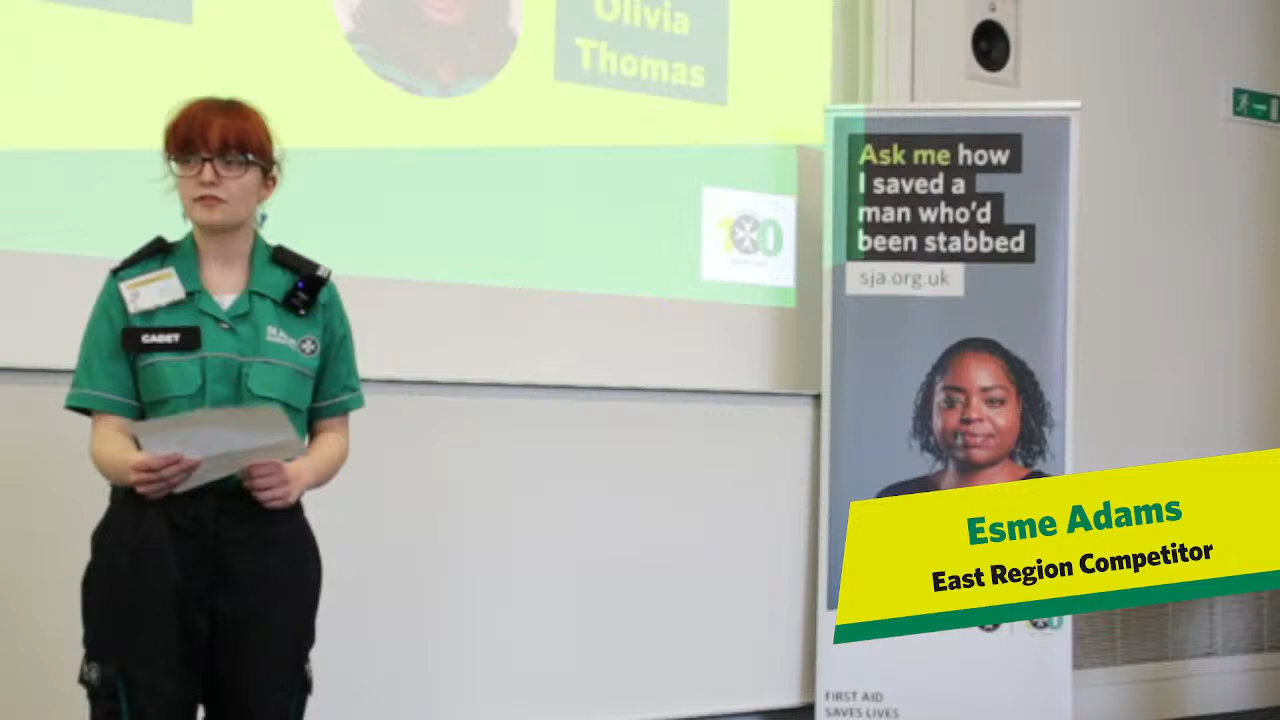 Olivia
Thomas
Ask me how
I saved a
man who'd
been stabbed
sja.org.uk
CADET
100
Esme Adams
East Region Competitor
FIRST AID
SAVES LIVES